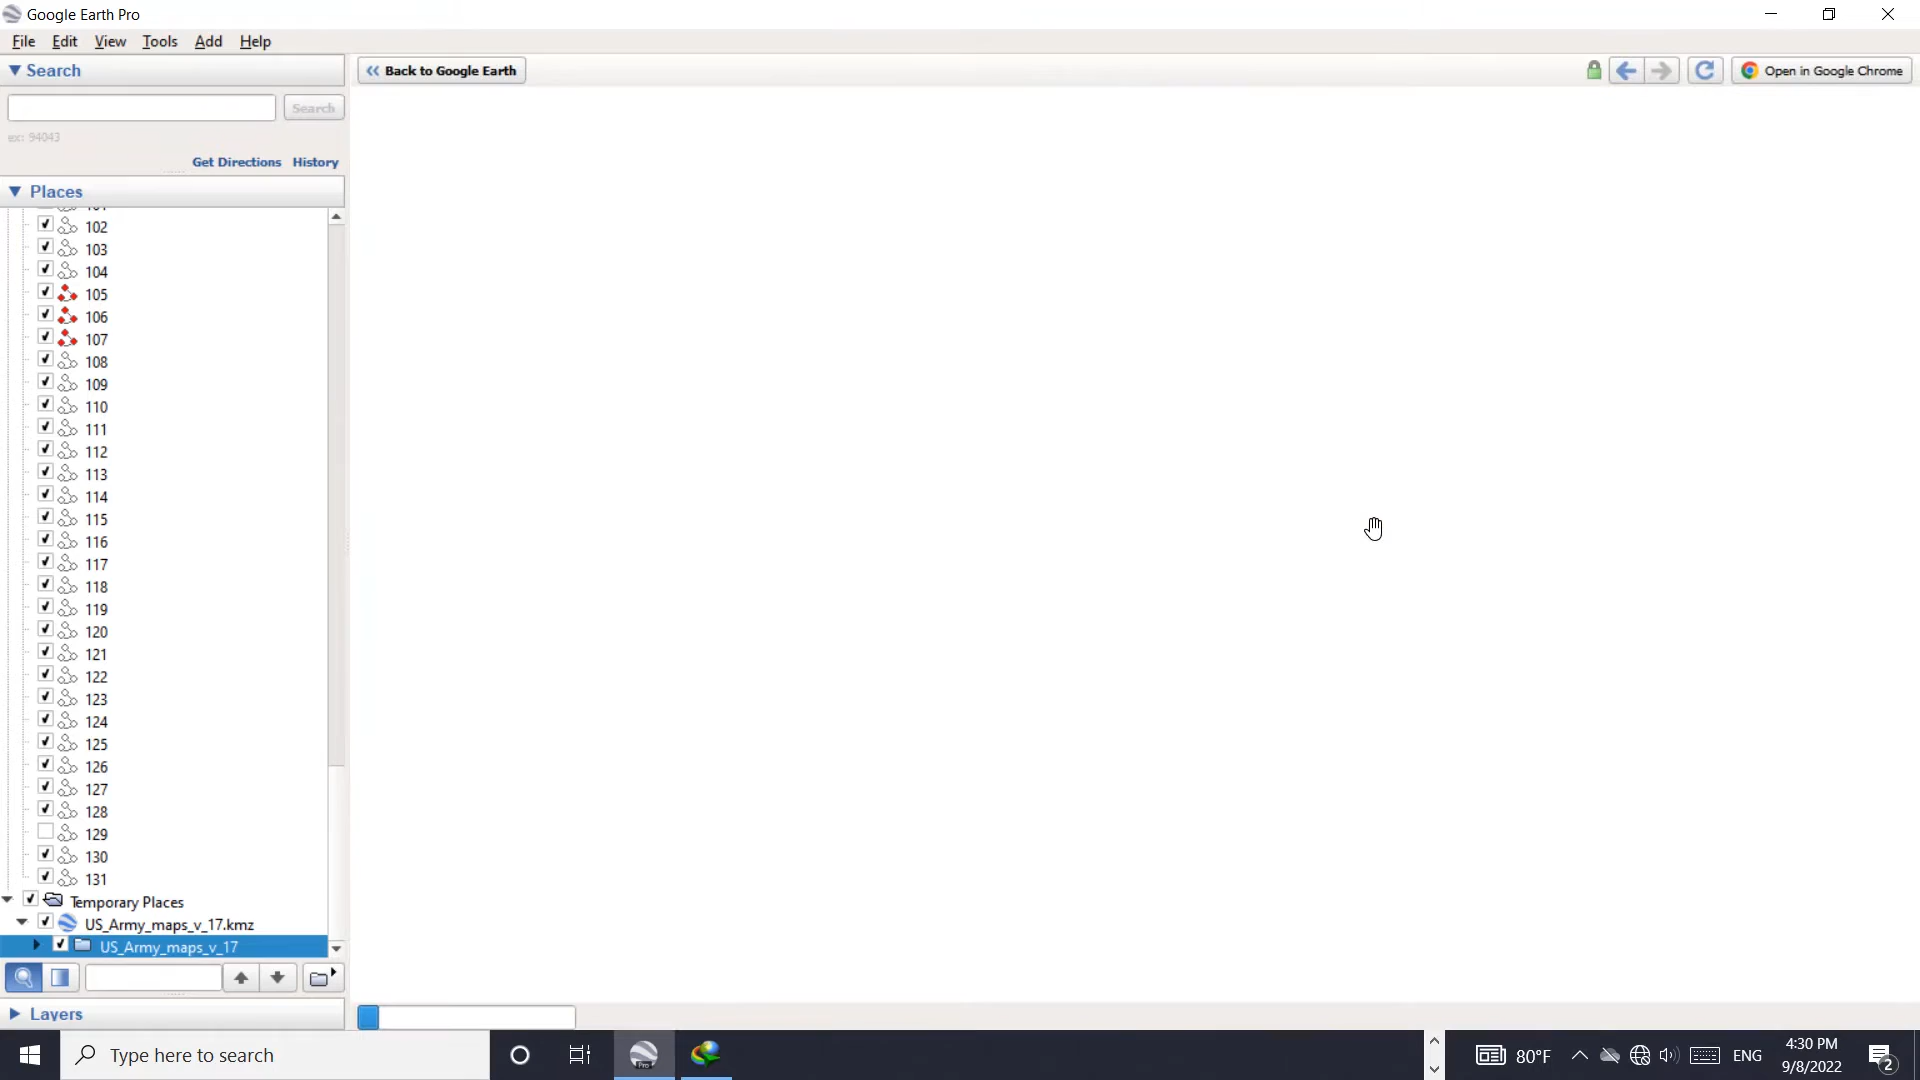 Google Earth Pro
File Edit View Tools Add Help
Search
Back to Google Earth
Open in Google Chrome
Search
ex: 94043
Get Directions History
Places
101
102
103
104
105
106
107
108
109
110
111
112
113
114
115
116
117
118
119
120
121
122
123
124
125
126
127
128
129
130
131
Temporary Places
US_Army_maps_v_17.kmz
US_Army_maps_v_17
Layers
Type here to search
Pro
80°F
ENG
4:30 PM
9/8/2022
2